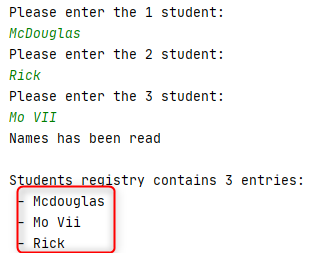 Please enter the 1 student:
McDouglas
Please enter the 2 student:
Rick
Please enter the 3 student:
Mo VII
Names has been read
Students registry contains 3 entries:
- Mcdouglas
- Mo Vii
- Rick